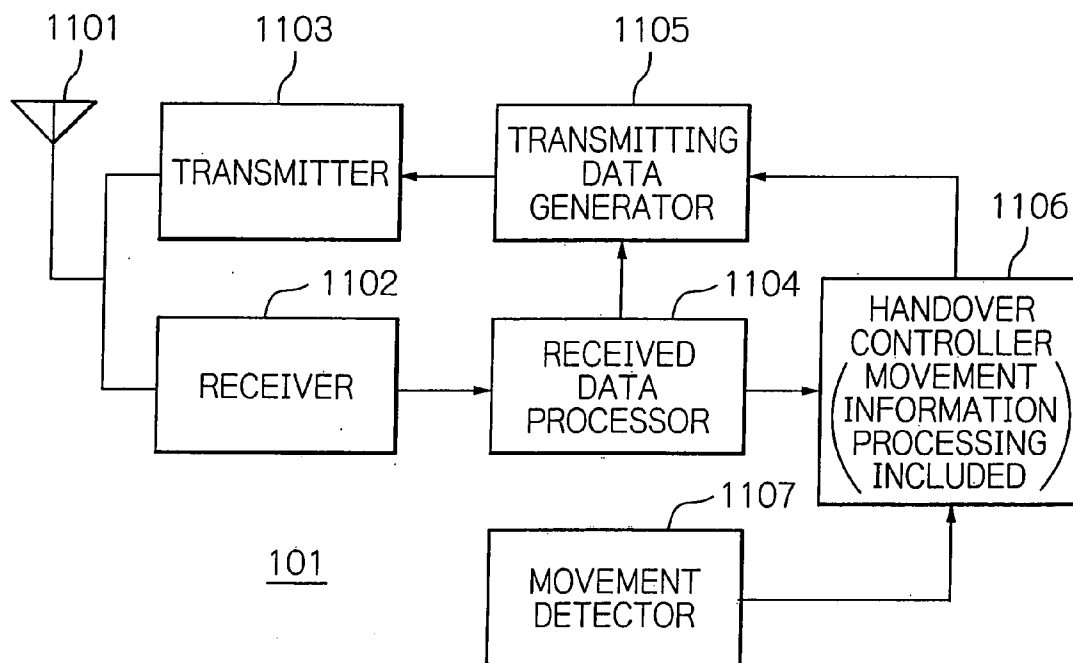 1101
1103
1105
TRANSMITTER
TRANSMITTING
DATA
GENERATOR
1106
1102
1104
RECEIVER
RECEIVED
DATA
PROCESSOR
HANDOVER
CONTROLLER
(MOVEMENT
INFORMATION
PROCESSING
INCLUDED)
1107
101
MOVEMENT
DETECTOR